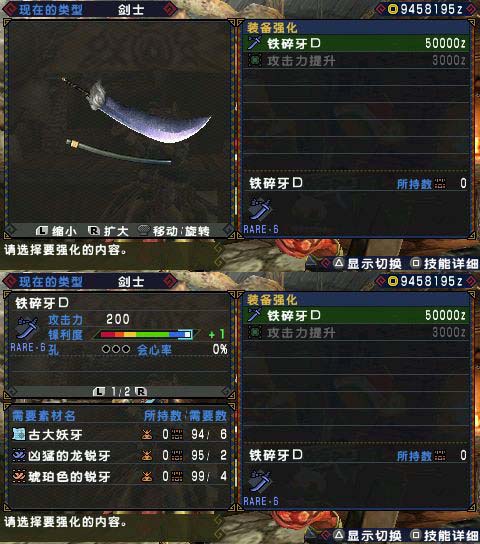 现在的类型 剑士
9458195z
装备强化
铁碎牙D 50000z
攻击力提升 3000z
铁碎牙D 所持数 0
RARE-6
L 缩小 R 扩大 移动/旋转
请选择要强化的内容。
△显示切换 □技能详细
现在的类型 剑士
9458195z
铁碎牙D
攻击力 200
RARE-6
锋利度 +1
孔 ○○○ 会心率 0%
L 1/2 R
需要素材名 所持数 需要数
古大妖牙 0 94/ 6
凶猛的龙锐牙 0 95/ 2
琥珀色的锐牙 0 99/ 4
装备强化
铁碎牙D 50000z
攻击力提升 3000z
铁碎牙D 所持数 0
RARE-6
请选择要强化的内容。
△显示切换 □技能详细